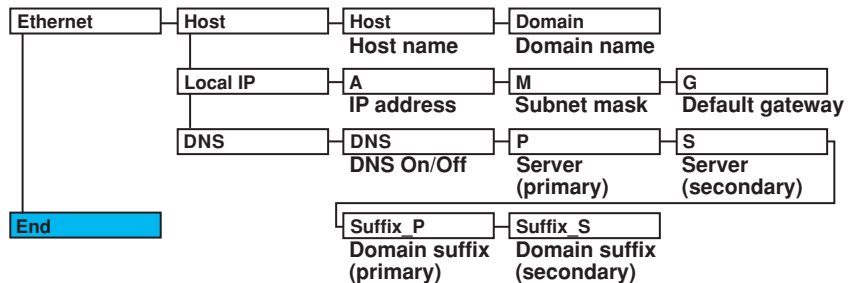 Ethernet Host Host Domain
Host name Domain name
Local IP A M G
IP address Subnet mask Default gateway
DNS DNS P S
DNS On/Off Server Server
(primary) (secondary)
End Suffix_P Suffix_S
Domain suffix Domain suffix
(primary) (secondary)